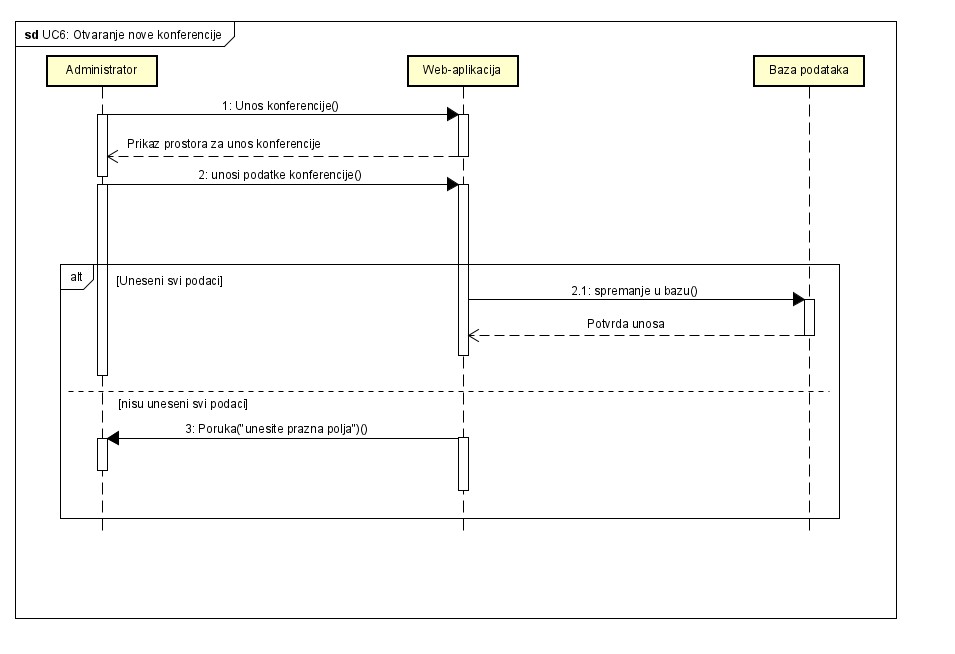 sd UC6: Otvaranje nove konferencije
Administrator
Web-aplikacija
Baza podataka
1: Unos konferencije()
Prikaz prostora za unos konferencije
2: unosi podatke konferencije()
alt
[Uneseni svi podaci]
2.1: spremanje u bazu()
Potvrda unosa
[nisu uneseni svi podaci]
3: Poruka("unesite prazna polja")()